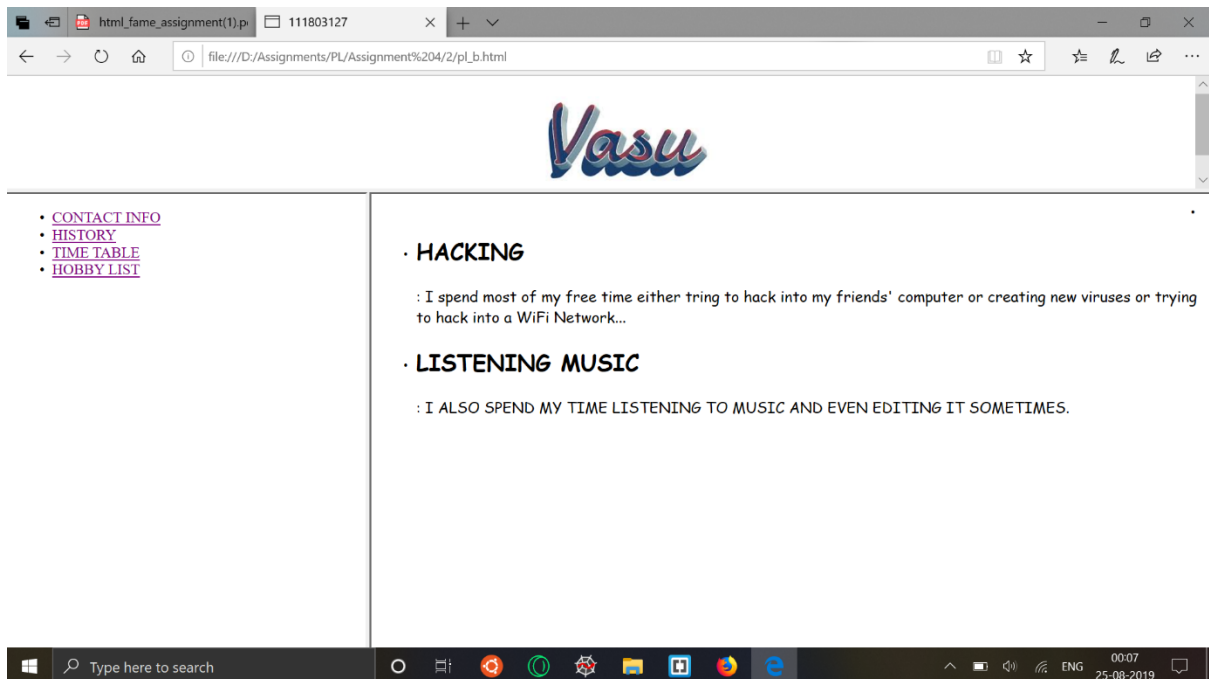 html_fame_assignment(1).p
111803127
file:///D:/Assignments/PL/Assignment%204/2/pl_b.html
Vasu
• CONTACT INFO
• HISTORY
• TIME TABLE
• HOBBY LIST
•
• HACKING
: I spend most of my free time either tring to hack into my friends' computer or creating new viruses or trying
to hack into a WiFi Network...
• LISTENING MUSIC
: I ALSO SPEND MY TIME LISTENING TO MUSIC AND EVEN EDITING IT SOMETIMES.
Type here to search
ENG
00:07
25-08-2019